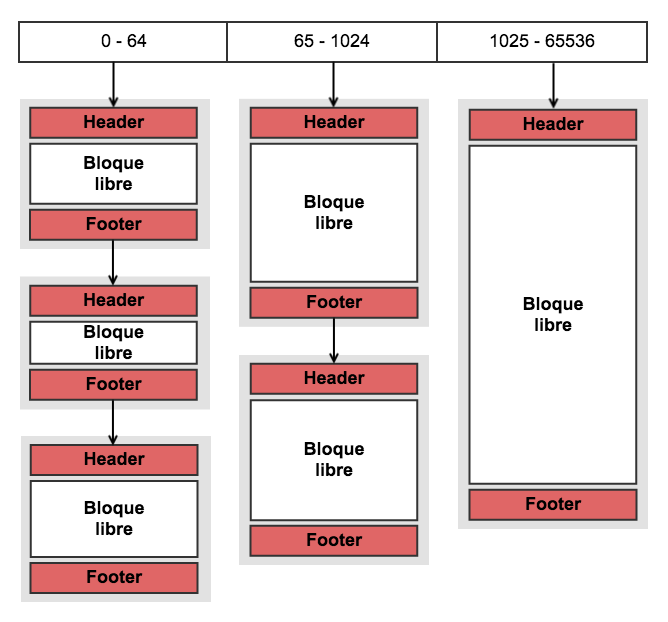 0 - 64
65 - 1024
1025 - 65536
Header
Bloque
libre
Footer
Header
Bloque
libre
Footer
Header
Bloque
libre
Footer
Header
Bloque
libre
Footer
Header
Bloque
libre
Footer
Header
Bloque
libre
Footer